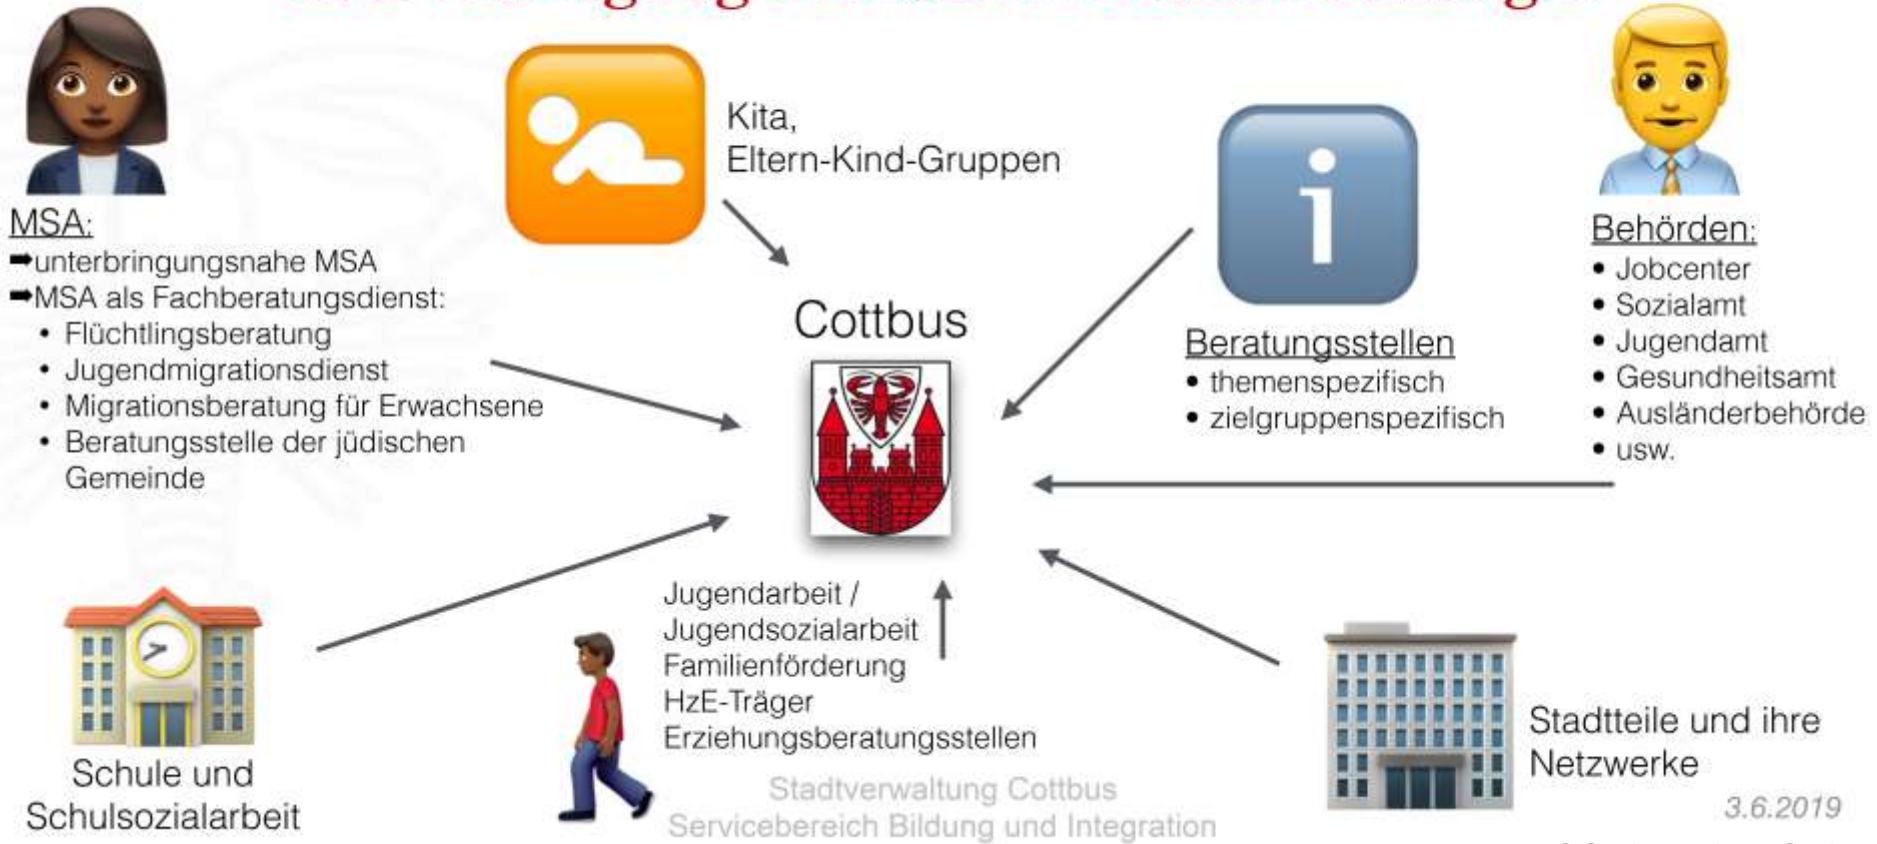 Kita,
Eltern-Kind-Gruppen
MSA:
➡unterbringungsnahe MSA
➡MSA als Fachberatungsdienst:
• Flüchtlingsberatung
• Jugendmigrationsdienst
• Migrationsberatung für Erwachsene
• Beratungsstelle der jüdischen
Gemeinde
Cottbus
i
Beratungsstellen
• themenspezifisch
• zielgruppenspezifisch
Behörden:
• Jobcenter
• Sozialamt
• Jugendamt
• Gesundheitsamt
• Ausländerbehörde
• usw.
Schule und
Schulsozialarbeit
Jugendarbeit /
Jugendsozialarbeit
Familienförderung
HzE-Träger
Erziehungsberatungsstellen
Stadtteile und ihre
Netzwerke
Stadtverwaltung Cottbus
Servicebereich Bildung und Integration
3.6.2019